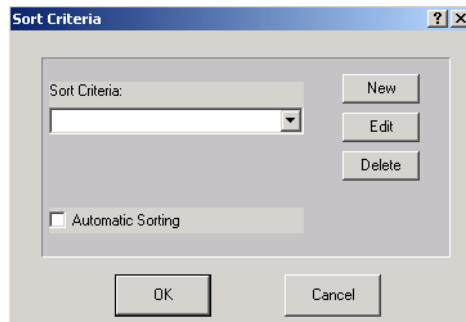 Sort Criteria
Sort Criteria:
New
Edit
Delete
Automatic Sorting
OK
Cancel